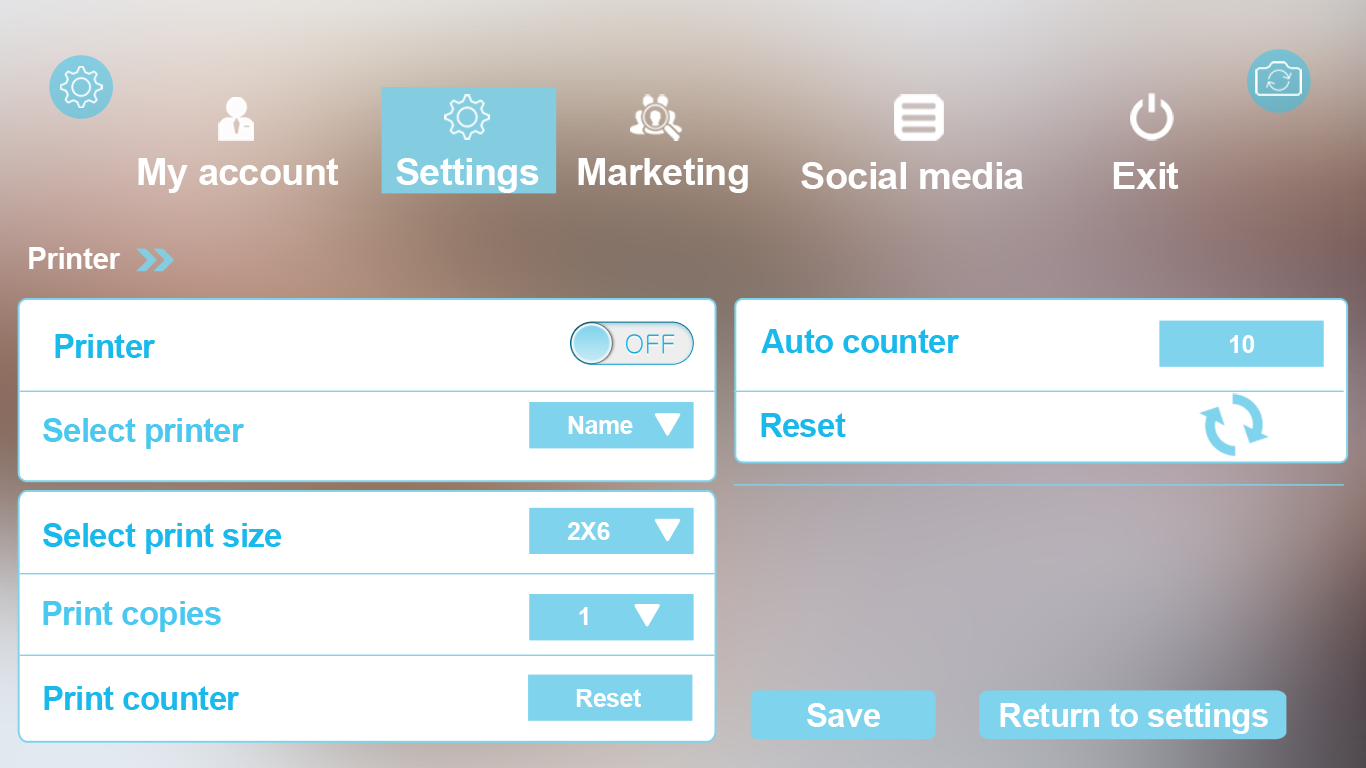 My account
Settings
Marketing
Social media
Exit
Printer
Printer
OFF
Select printer
Name
Select print size
2X6
Print copies
1
Print counter
Reset
Auto counter
10
Reset
Save
Return to settings